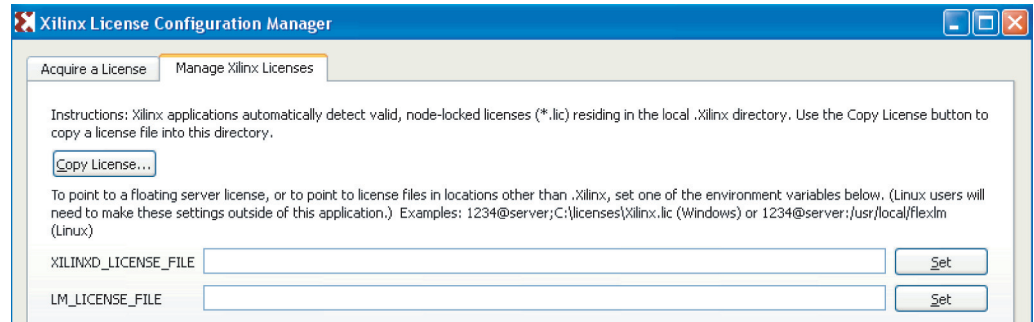 Xilinx License Configuration Manager
Acquire a License Manage Xilinx Licenses
Instructions: Xilinx applications automatically detect valid, node-locked licenses (*.lic) residing in the local .Xilinx directory. Use the Copy License button to
copy a license file into this directory.
Copy License...
To point to a floating server license, or to point to license files in locations other than .Xilinx, set one of the environment variables below. (Linux users will
need to make these settings outside of this application.) Examples: 1234@server;C:\licenses\Xilinx.lic (Windows) or 1234@server:/usr/local/flexlm
(Linux)
XILINXD_LICENSE_FILE Set
LM_LICENSE_FILE Set